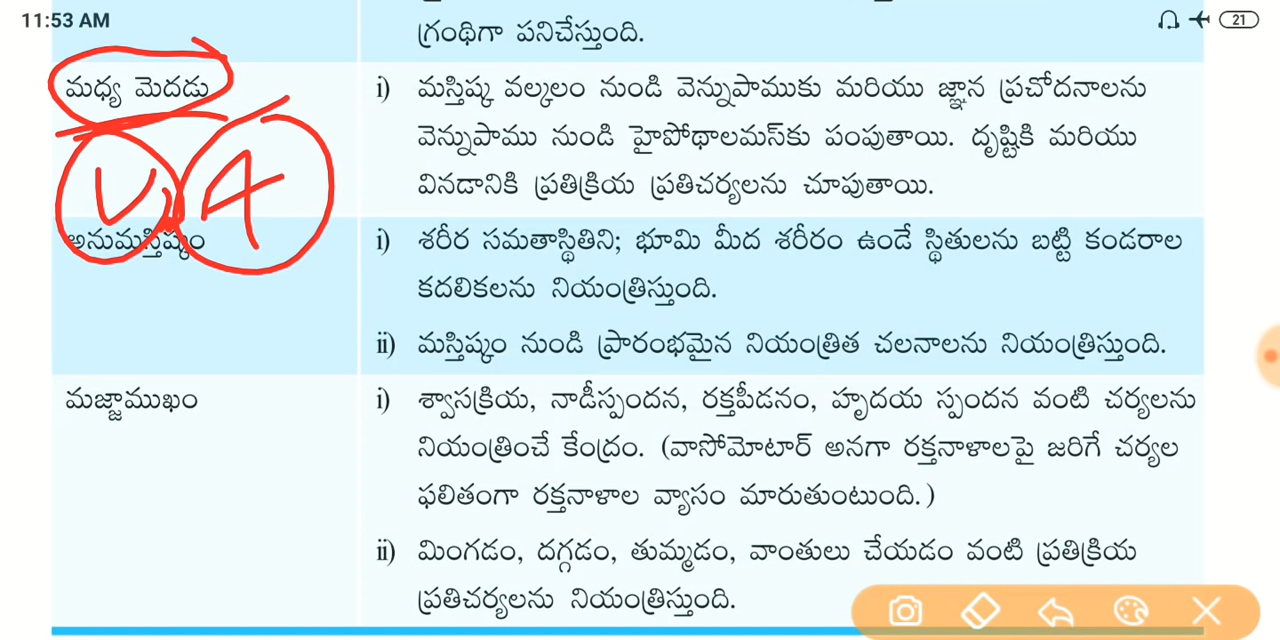 11:53 AM
21
గ్రంథిగా పనిచేస్తుంది.
మధ్య మెదడు
i) మస్తిష్క వల్కలం నుండి వెన్నుపాముకు మరియు జ్ఞాన ప్రచోదనాలను
వెన్నుపాము నుండి హైపోథాలమస్‌కు పంపుతాయి. దృష్టికి మరియు
వినడానికి ప్రతిక్రియ ప్రతిచర్యలను చూపుతాయి.
V, A
అనుమస్తిష్కం
i) శరీర సమతాస్థితిని; భూమి మీద శరీరం ఉండే స్థితులను బట్టి కండరాల
కదలికలను నియంత్రిస్తుంది.
ii) మస్తిష్కం నుండి ప్రారంభమైన నియంత్రిత చలనాలను నియంత్రిస్తుంది.
మజ్జాముఖం
i) శ్వాసక్రియ, నాడీస్పందన, రక్తపీడనం, హృదయ స్పందన వంటి చర్యలను
నియంత్రించే కేంద్రం. (వాసోమోటార్ అనగా రక్తనాళాలపై జరిగే చర్యల
ఫలితంగా రక్తనాళాల వ్యాసం మారుతుంటుంది.)
ii) మింగడం, దగ్గడం, తుమ్మడం, వాంతులు చేయడం వంటి ప్రతిక్రియ
ప్రతిచర్యలను నియంత్రిస్తుంది.